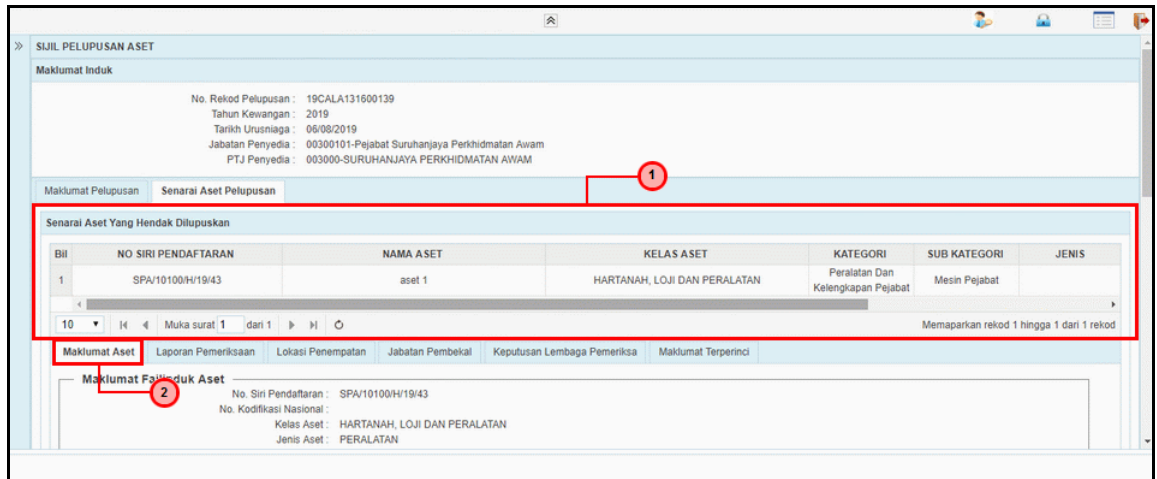 SIJIL PELUPUSAN ASET
Maklumat Induk
No. Rekod Pelupusan : 19CALA131600139
Tahun Kewangan : 2019
Tarikh Urusniaga : 06/08/2019
Jabatan Penyedia : 00300101-Pejabat Suruhanjaya Perkhidmatan Awam
PTJ Penyedia : 003000-SURUHANJAYA PERKHIDMATAN AWAM
1
Maklumat Pelupusan Senarai Aset Pelupusan
Senarai Aset Yang Hendak Dilupuskan
Bil NO SIRI PENDAFTARAN NAMA ASET KELAS ASET KATEGORI SUB KATEGORI JENIS
1 SPA/10100/H/19/43 aset 1 HARTANAH, LOJI DAN PERALATAN Peralatan Dan Kelengkapan Pejabat Mesin Pejabat
10 Muka surat 1 dari 1 Memaparkan rekod 1 hingga 1 dari 1 rekod
Maklumat Aset Laporan Pemeriksaan Lokasi Penempatan Jabatan Pembekal Keputusan Lembaga Pemeriksa Maklumat Terperinci
Maklumat Failinduk Aset
2
No. Siri Pendaftaran : SPA/10100/H/19/43
No. Kodifikasi Nasional :
Kelas Aset : HARTANAH, LOJI DAN PERALATAN
Jenis Aset : PERALATAN